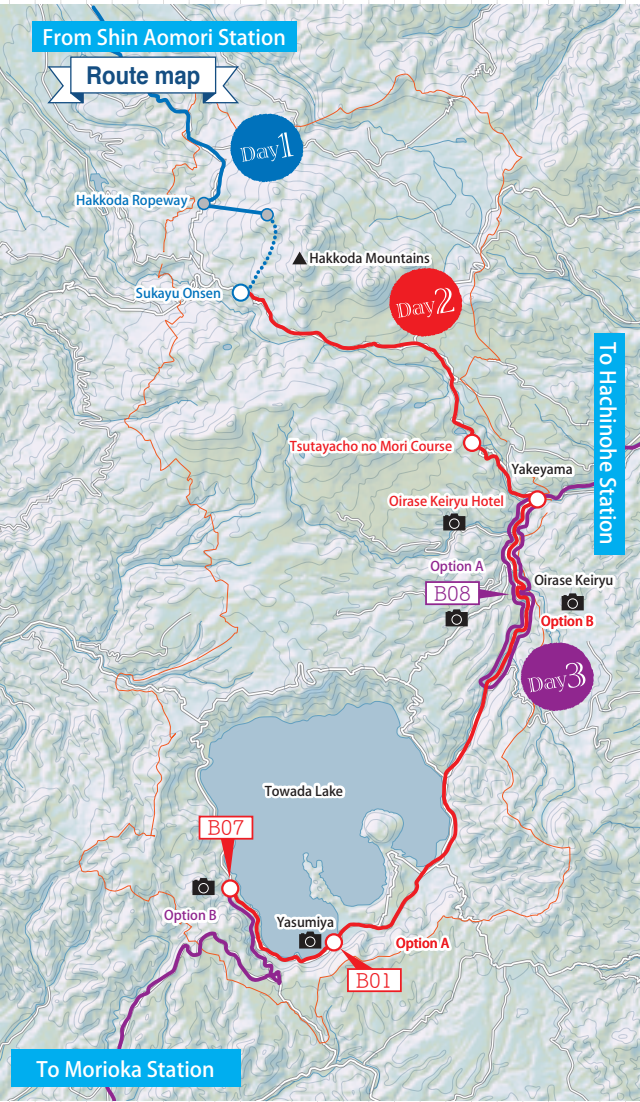 From Shin Aomori Station
Route map
Day1
Hakkoda Ropeway
Hakkoda Mountains
Sukayu Onsen
Day2
To Hachinohe Station
Tsutayacho no Mori Course
Yakeyama
Oirase Keiryu Hotel
Option A
B08
Oirase Keiryu
Option B
Day3
Towada Lake
B07
Option B
Yasumiya
Option A
B01
To Morioka Station